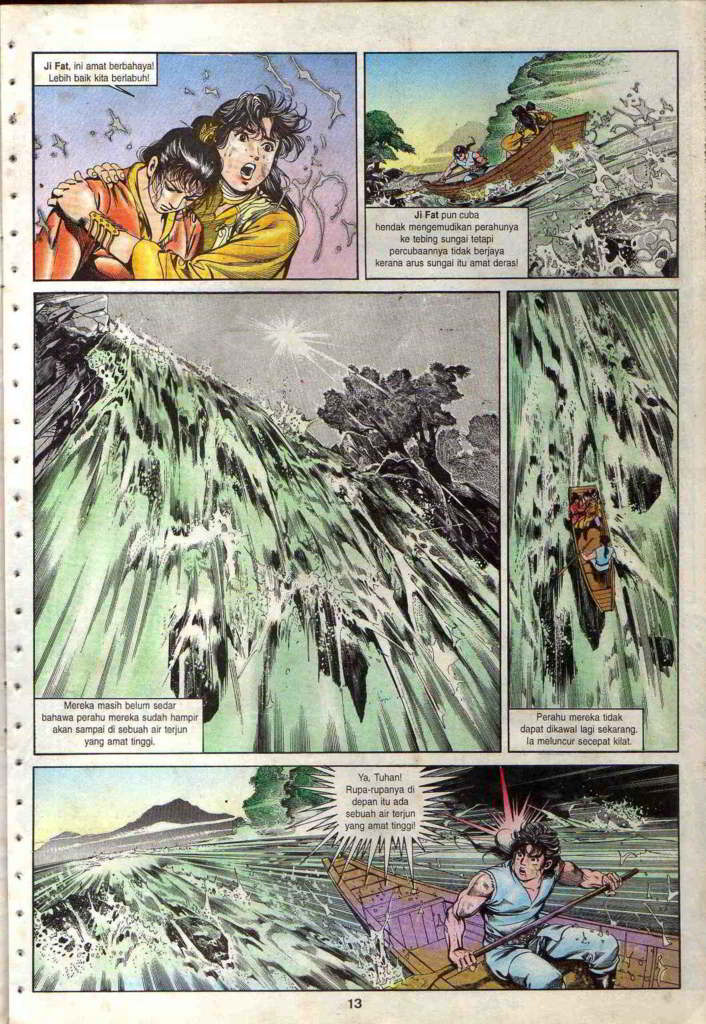 Ji Fat, ini amat berbahaya!
Lebih baik kita berlabuh!
Ji Fat pun cuba
hendak mengemudikan perahunya
ke tebing sungai tetapi
percubaannya tidak berjaya
kerana arus sungai itu amat deras!
Mereka masih belum sedar
bahawa perahu mereka sudah hampir
akan sampai di sebuah air terjun
yang amat tinggi.
Perahu mereka tidak
dapat dikawal lagi sekarang.
Ia meluncur secepat kilat.
Ya, Tuhan!
Rupa-rupanya di
depan itu ada
sebuah air terjun
yang amat tinggi!
13